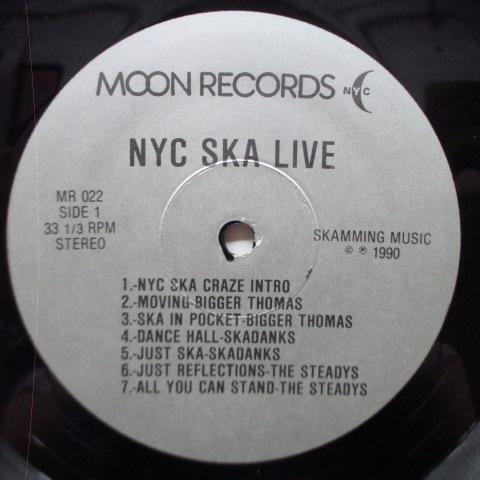 MOON RECORDS NYC
NYC SKA LIVE
MR 022
SIDE 1
33 1/3 RPM
STEREO
SKAMMING MUSIC
© ℗ 1990
1.-NYC SKA CRAZE INTRO
2.-MOVING-BIGGER THOMAS
3.-SKA IN POCKET-BIGGER THOMAS
4.-DANCE HALL-SKADANKS
5.-JUST SKA-SKADANKS
6.-JUST REFLECTIONS-THE STEADYS
7.-ALL YOU CAN STAND-THE STEADYS